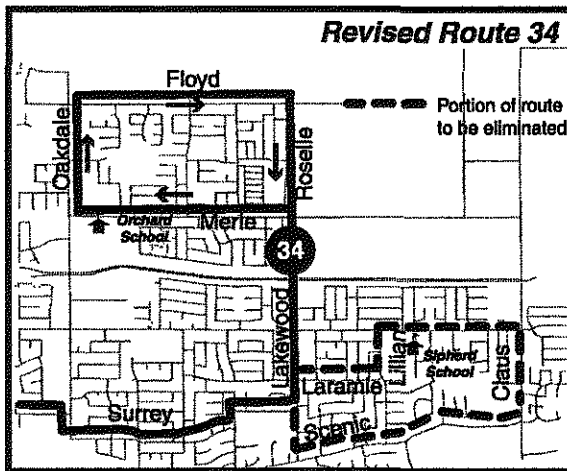 Revised Route 34
Floyd
Portion of route
to be eliminated
Oakdale
Roselle
Merle
Orchard
School
34
Lakewood
Lillian
Sipherd
School
Claus
Laramie
Surrey
Scenic